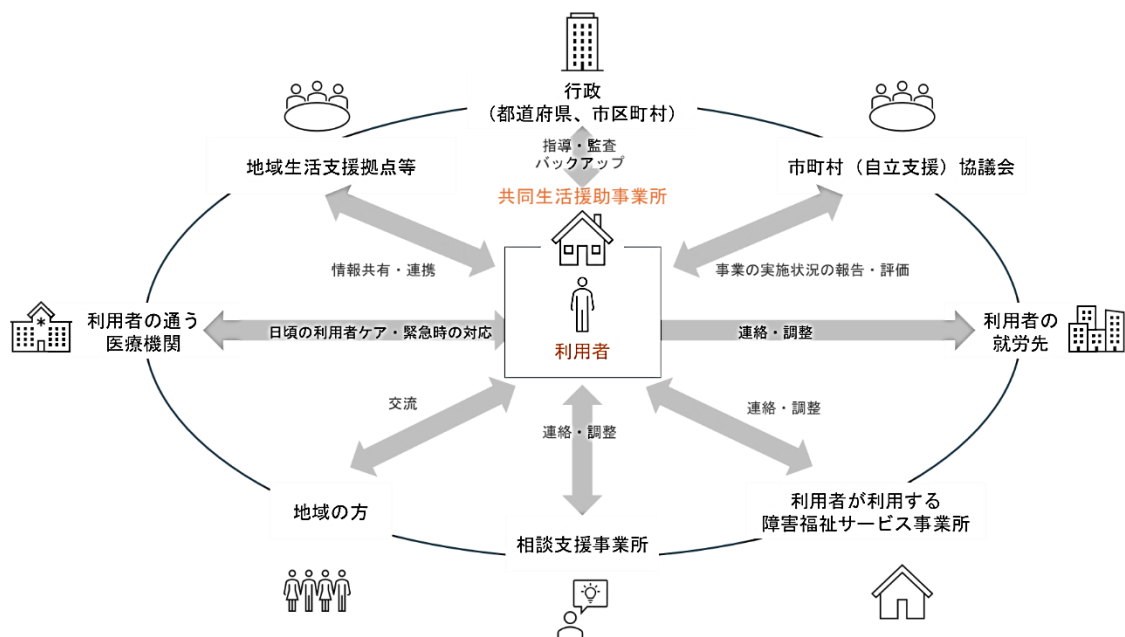 行政
（都道府県、市区町村）
指導・監査
バックアップ
地域生活支援拠点等
市町村（自立支援）協議会
共同生活援助事業所
情報共有・連携
事業の実施状況の報告・評価
利用者の通う
医療機関
日頃の利用者ケア・緊急時の対応
利用者
連絡・調整
利用者の
就労先
交流
連絡・調整
連絡・調整
地域の方
相談支援事業所
利用者が利用する
障害福祉サービス事業所